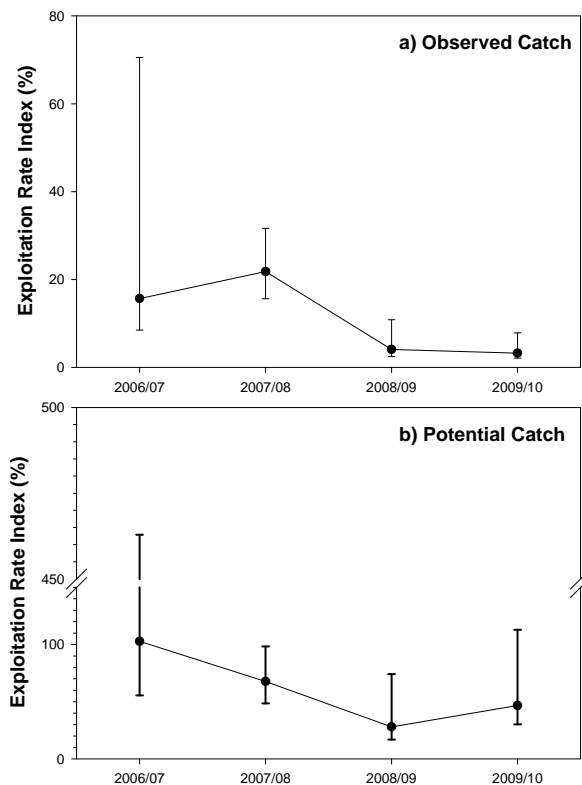 80
a) Observed Catch
60
40
20
0
Exploitation Rate Index (%)
2006/07 2007/08 2008/09 2009/10
500
b) Potential Catch
450
100
0
Exploitation Rate Index (%)
2006/07 2007/08 2008/09 2009/10